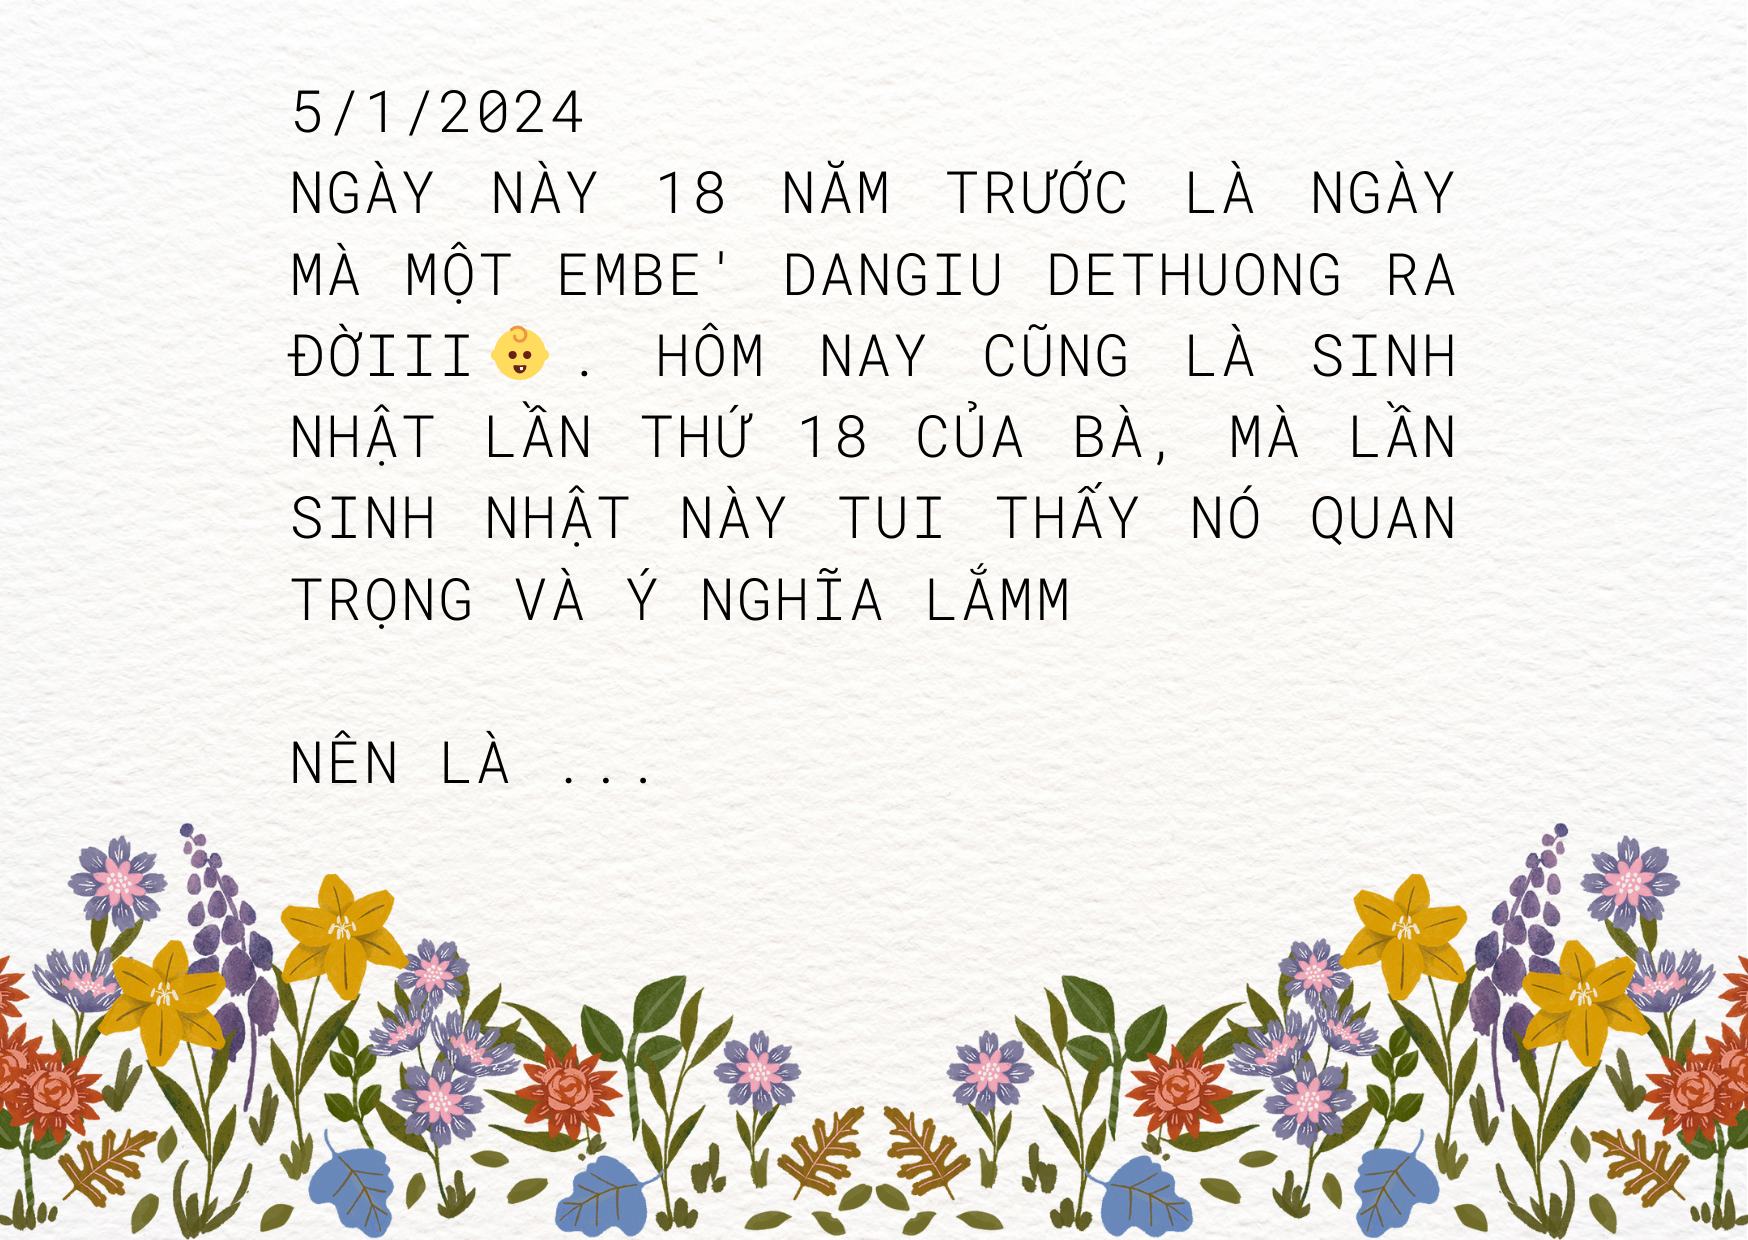 5/1/2024
NGÀY NÀY 18 NĂM TRƯỚC LÀ NGÀY
MÀ MỘT EMBE' DANGIU DETHUONG RA
ĐỜIII👶. HÔM NAY CŨNG LÀ SINH
NHẬT LẦN THỨ 18 CỦA BÀ, MÀ LẦN
SINH NHẬT NÀY TUI THẤY NÓ QUAN
TRỌNG VÀ Ý NGHĨA LẮMM
NÊN LÀ ...